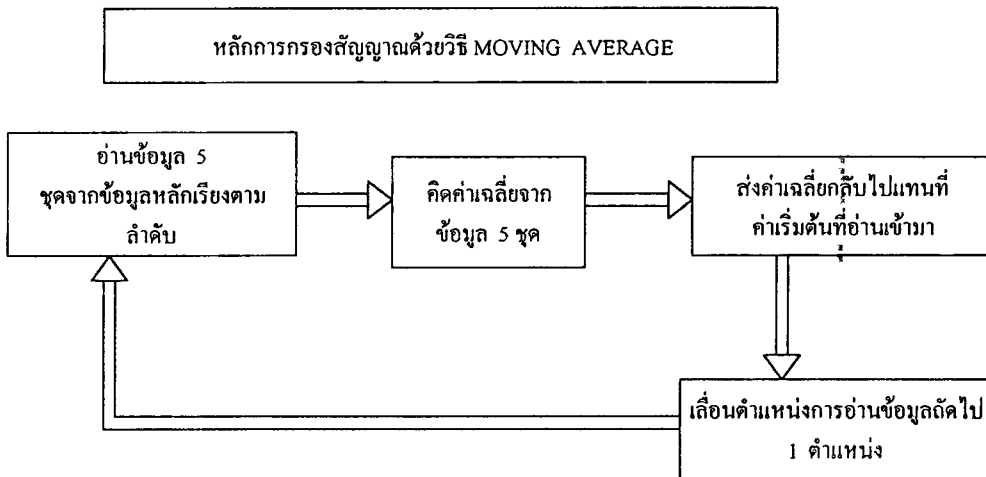 หลักการกรองสัญญาณด้วยวิธี MOVING AVERAGE
อ่านข้อมูล 5
ชุดจากข้อมูลหลักเรียงตาม
ลำดับ
คิดค่าเฉลี่ยจาก
ข้อมูล 5 ชุด
ส่งค่าเฉลี่ยกลับไปแทนที่
ค่าเริ่มต้นที่อ่านเข้ามา
เลื่อนตำแหน่งการอ่านข้อมูลถัดไป
1 ตำแหน่ง